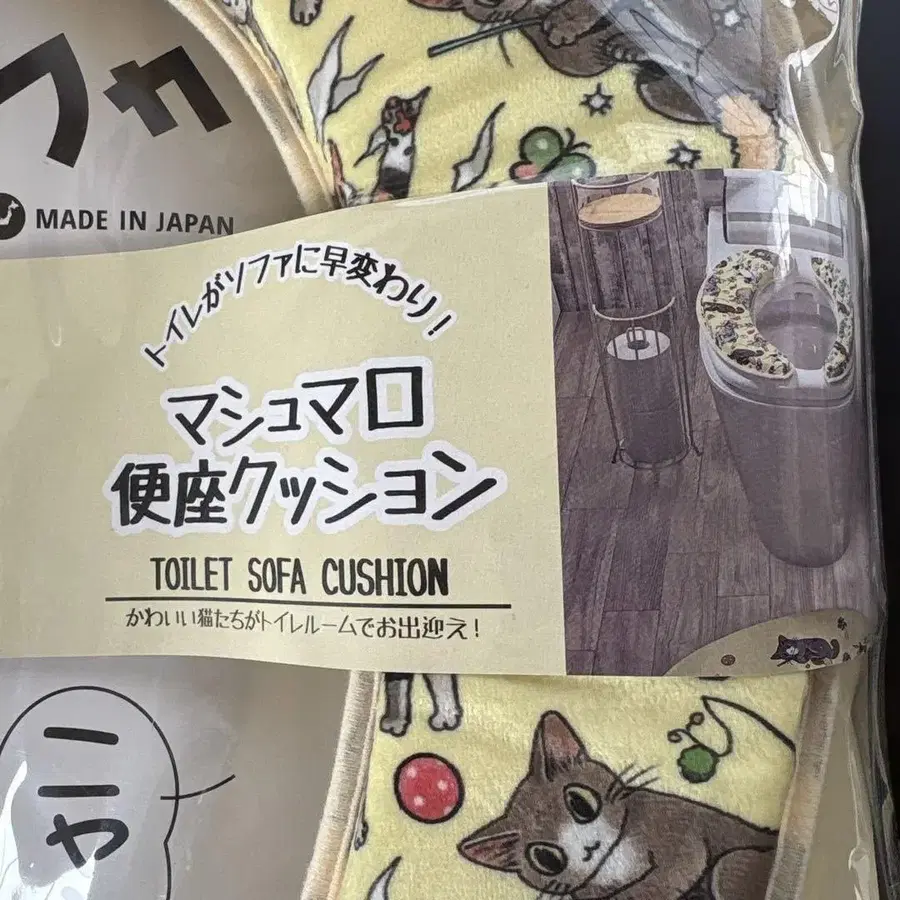 フカ
MADE IN JAPAN
トイレがソファに早変わり!
マシュマロ
便座クッション
TOILET SOFA CUSHION
かわいい猫たちがトイレルームでお出迎え!
ニャ